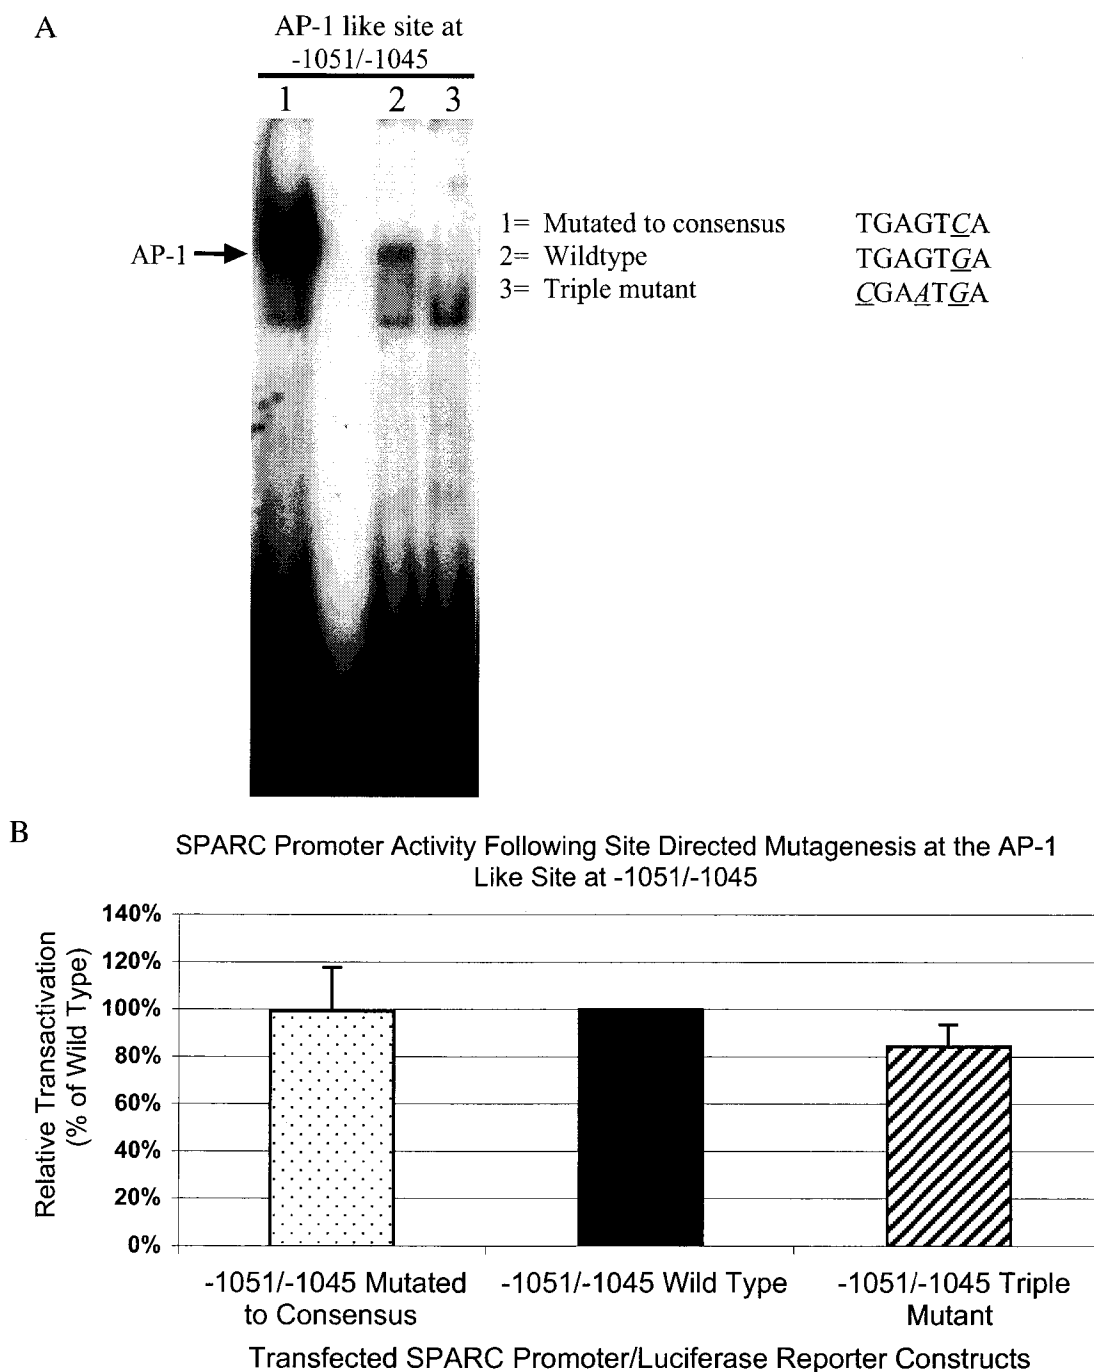 A
AP-1 like site at
-1051/-1045
1 2 3
AP-1
1= Mutated to consensus TGAGTCA
2= Wildtype TGAGTGA
3= Triple mutant CGAATGA
B
SPARC Promoter Activity Following Site Directed Mutagenesis at the AP-1
Like Site at -1051/-1045
Relative Transactivation
(% of Wild Type)
140%
120%
100%
80%
60%
40%
20%
0%
-1051/-1045 Mutated
to Consensus
-1051/-1045 Wild Type
-1051/-1045 Triple
Mutant
Transfected SPARC Promoter/Luciferase Reporter Constructs